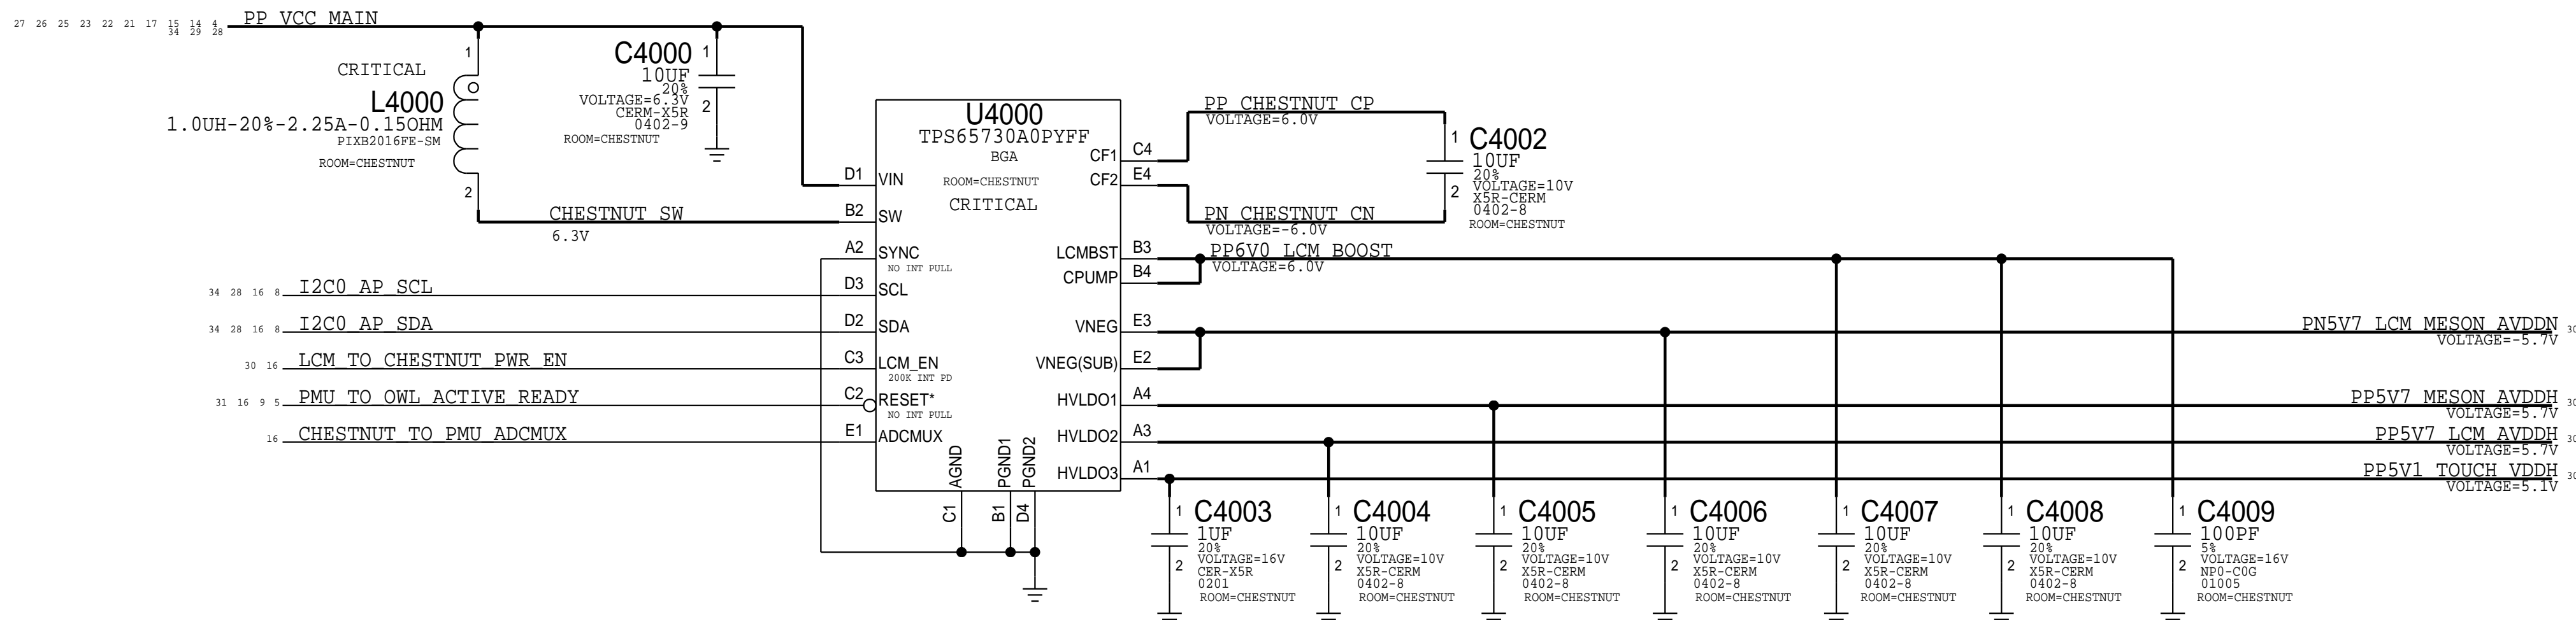 27 26 25 23 22 21 17 15 14 4
34 29 28
PP_VCC_MAIN
1
CRITICAL
L4000
1.0UH-20%-2.25A-0.15OHM
PIXB2016FE-SM
ROOM=CHESTNUT
2
C4000
1
10UF
20%
VOLTAGE=6.3V
CERM-X5R
0402-9
2
ROOM=CHESTNUT
CHESTNUT_SW
6.3V
34 28 16 8
I2C0_AP_SCL
34 28 16 8
I2C0_AP_SDA
30 16
LCM_TO_CHESTNUT_PWR_EN
31 16 9 5
PMU_TO_OWL_ACTIVE_READY
16
CHESTNUT_TO_PMU_ADCMUX
U4000
TPS65730A0PYFF
BGA
ROOM=CHESTNUT
CRITICAL
D1 VIN
B2 SW
A2 SYNC
NO INT PULL
D3 SCL
D2 SDA
C3 LCM_EN
200K INT PD
C2 RESET*
NO INT PULL
E1 ADCMUX
AGND
PGND1
PGND2
C1
B1
D4
CF1 C4
CF2 E4
LCMBST B3
CPUMP B4
VNEG E3
VNEG(SUB) E2
HVLDO1 A4
HVLDO2 A3
HVLDO3 A1
PP_CHESTNUT_CP
VOLTAGE=6.0V
PN_CHESTNUT_CN
VOLTAGE=-6.0V
1
C4002
10UF
20%
VOLTAGE=10V
X5R-CERM
0402-8
2
ROOM=CHESTNUT
PP6V0_LCM_BOOST
VOLTAGE=6.0V
PN5V7_LCM_MESON_AVDDN
VOLTAGE=-5.7V
PP5V7_MESON_AVDDH
VOLTAGE=5.7V
PP5V7_LCM_AVDDH
VOLTAGE=5.7V
PP5V1_TOUCH_VDDH
VOLTAGE=5.1V
1
C4003
1UF
20%
VOLTAGE=16V
CER-X5R
0201
2
ROOM=CHESTNUT
1
C4004
10UF
20%
VOLTAGE=10V
X5R-CERM
0402-8
2
ROOM=CHESTNUT
1
C4005
10UF
20%
VOLTAGE=10V
X5R-CERM
0402-8
2
ROOM=CHESTNUT
1
C4006
10UF
20%
VOLTAGE=10V
X5R-CERM
0402-8
2
ROOM=CHESTNUT
1
C4007
10UF
20%
VOLTAGE=10V
X5R-CERM
0402-8
2
ROOM=CHESTNUT
1
C4008
10UF
20%
VOLTAGE=10V
X5R-CERM
0402-8
2
ROOM=CHESTNUT
1
C4009
100PF
5%
VOLTAGE=16V
NP0-C0G
01005
2
ROOM=CHESTNUT